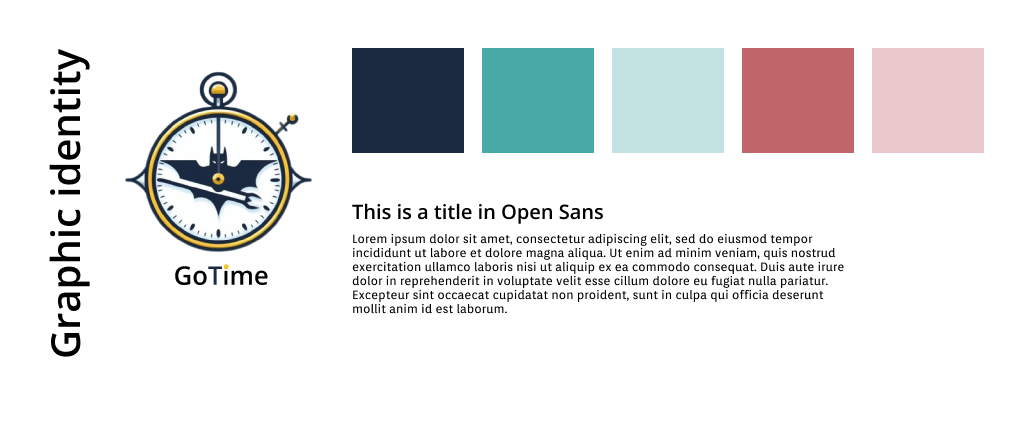 Graphic identity
GoTime
This is a title in Open Sans
Lorem ipsum dolor sit amet, consectetur adipiscing elit, sed do eiusmod tempor
incididunt ut labore et dolore magna aliqua. Ut enim ad minim veniam, quis nostrud
exercitation ullamco laboris nisi ut aliquip ex ea commodo consequat. Duis aute irure
dolor in reprehenderit in voluptate velit esse cillum dolore eu fugiat nulla pariatur.
Excepteur sint occaecat cupidatat non proident, sunt in culpa qui officia deserunt
mollit anim id est laborum.